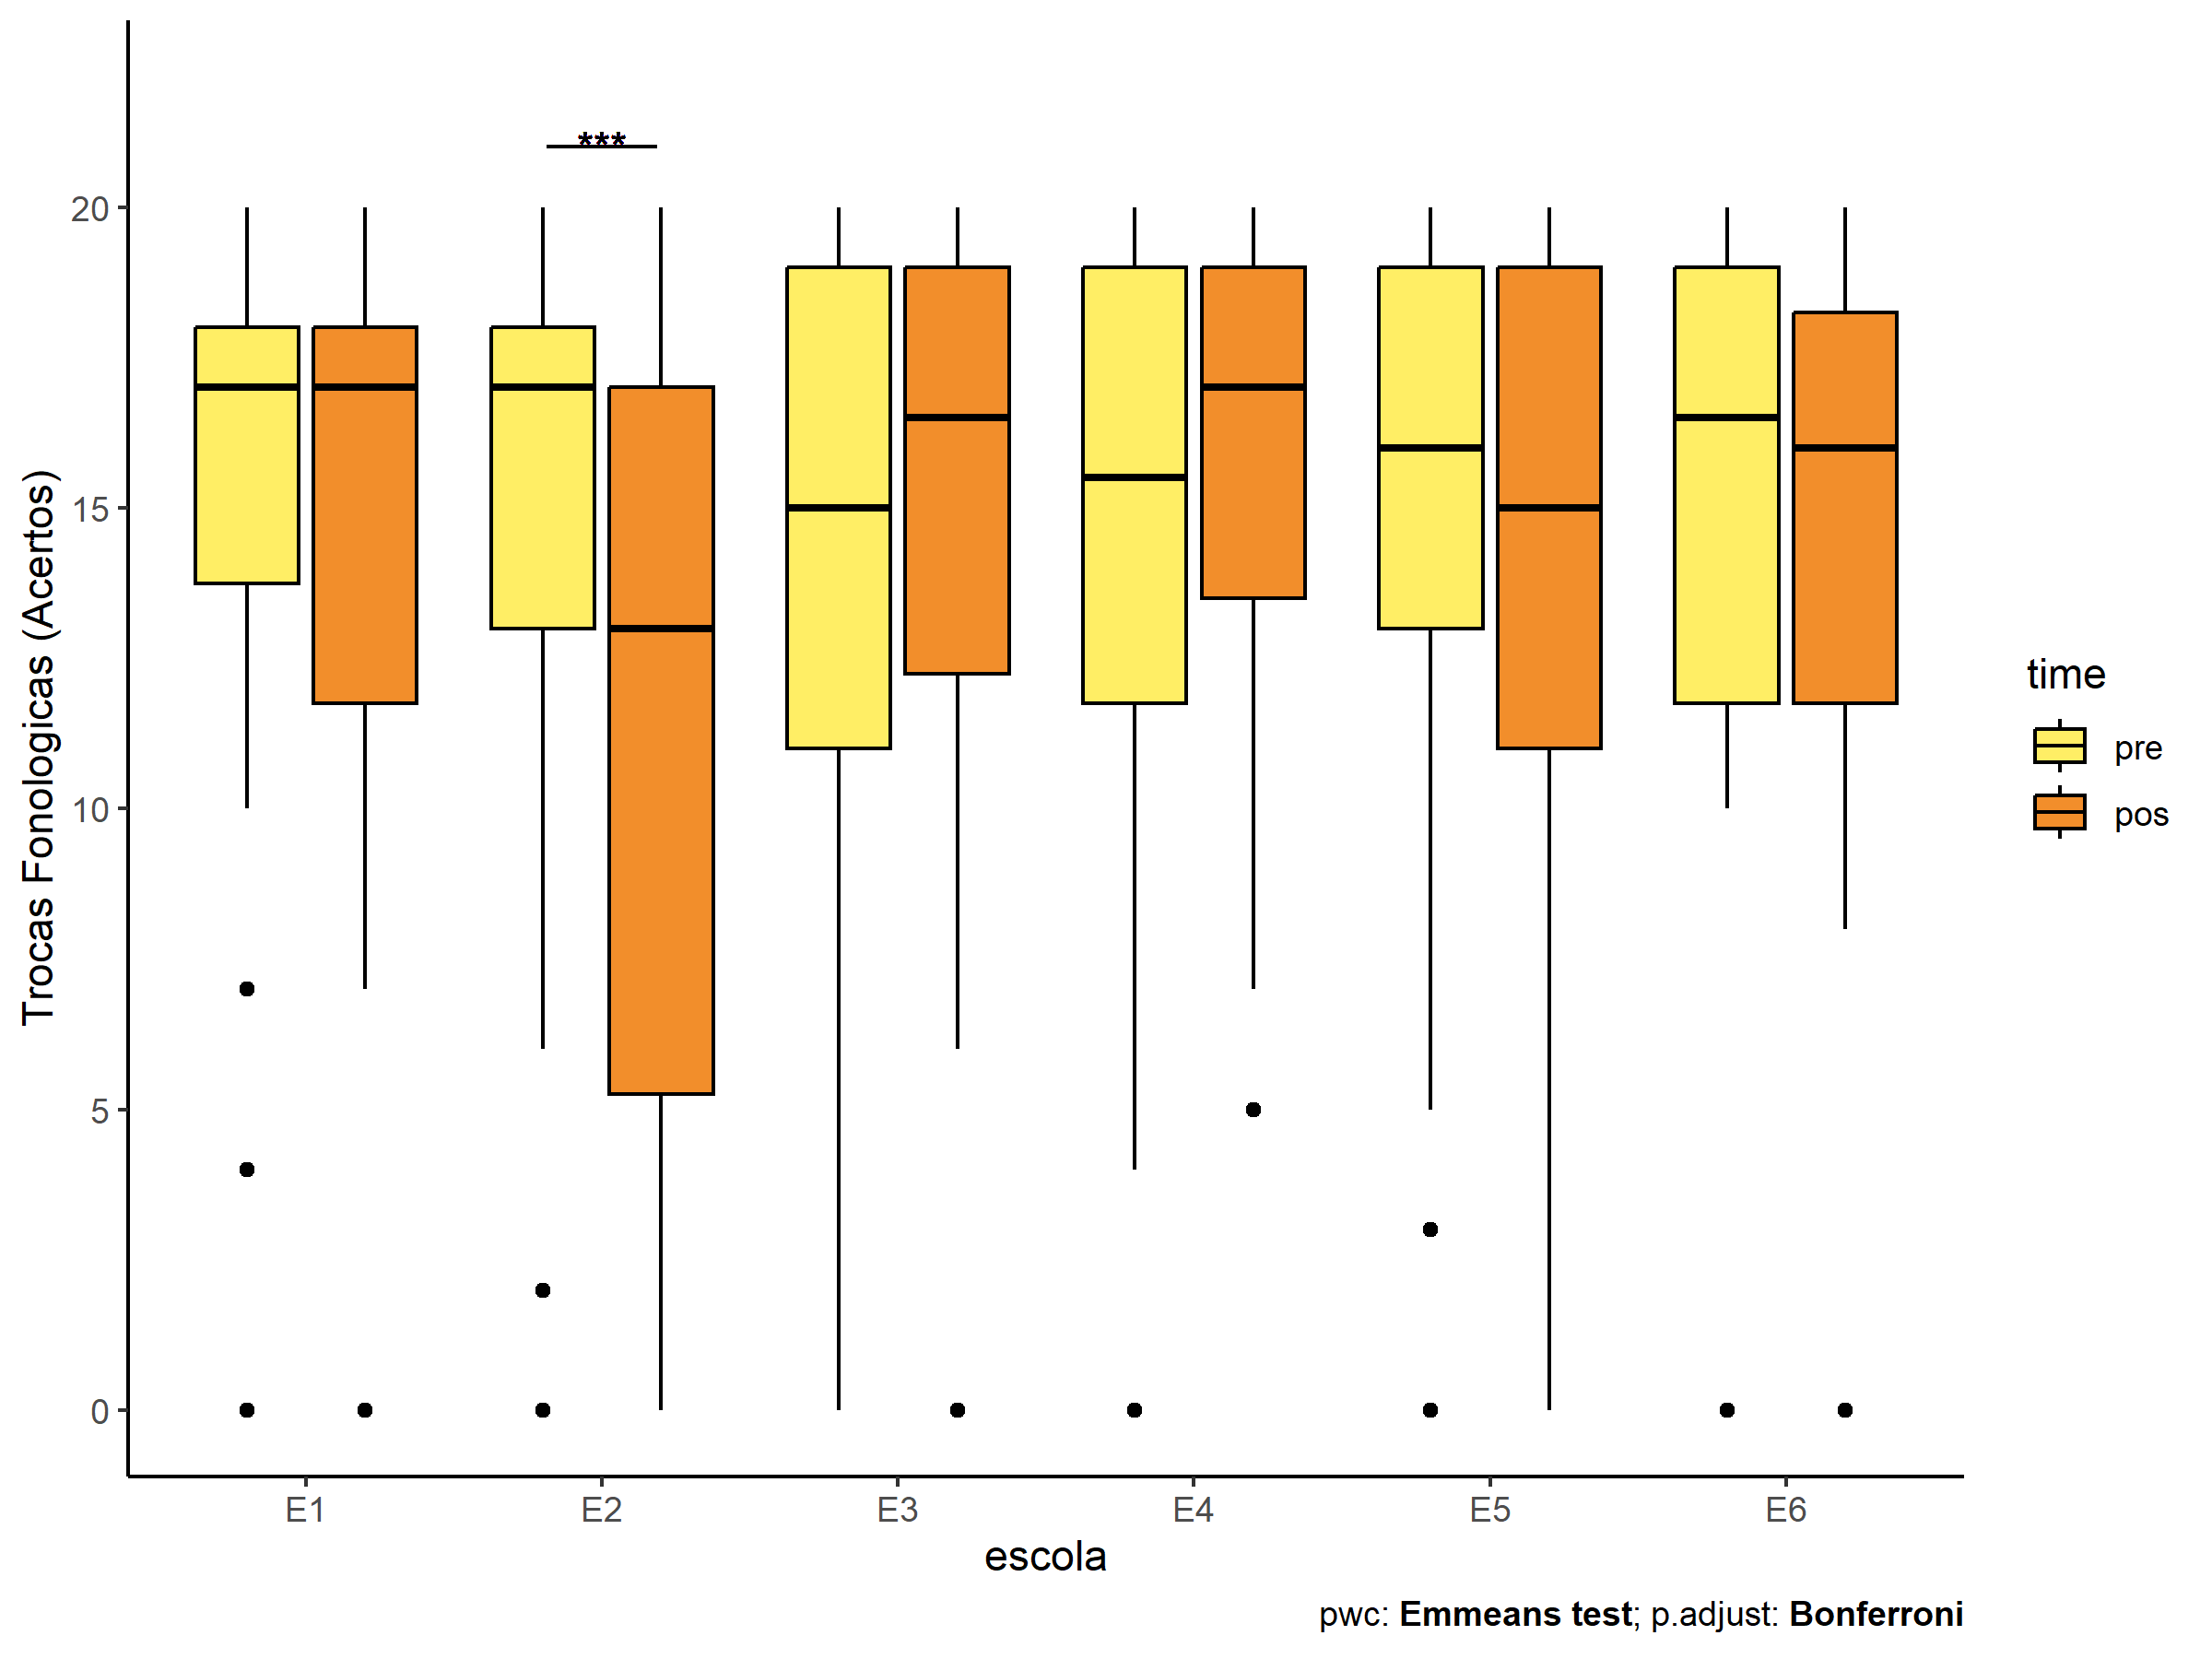 ***
Trocas Fonologicas (Acertos)
20
15
10
5
0
E1 E2 E3 E4 E5 E6
escola
time
pre
pos
pwc: Emmeans test; p.adjust: Bonferroni